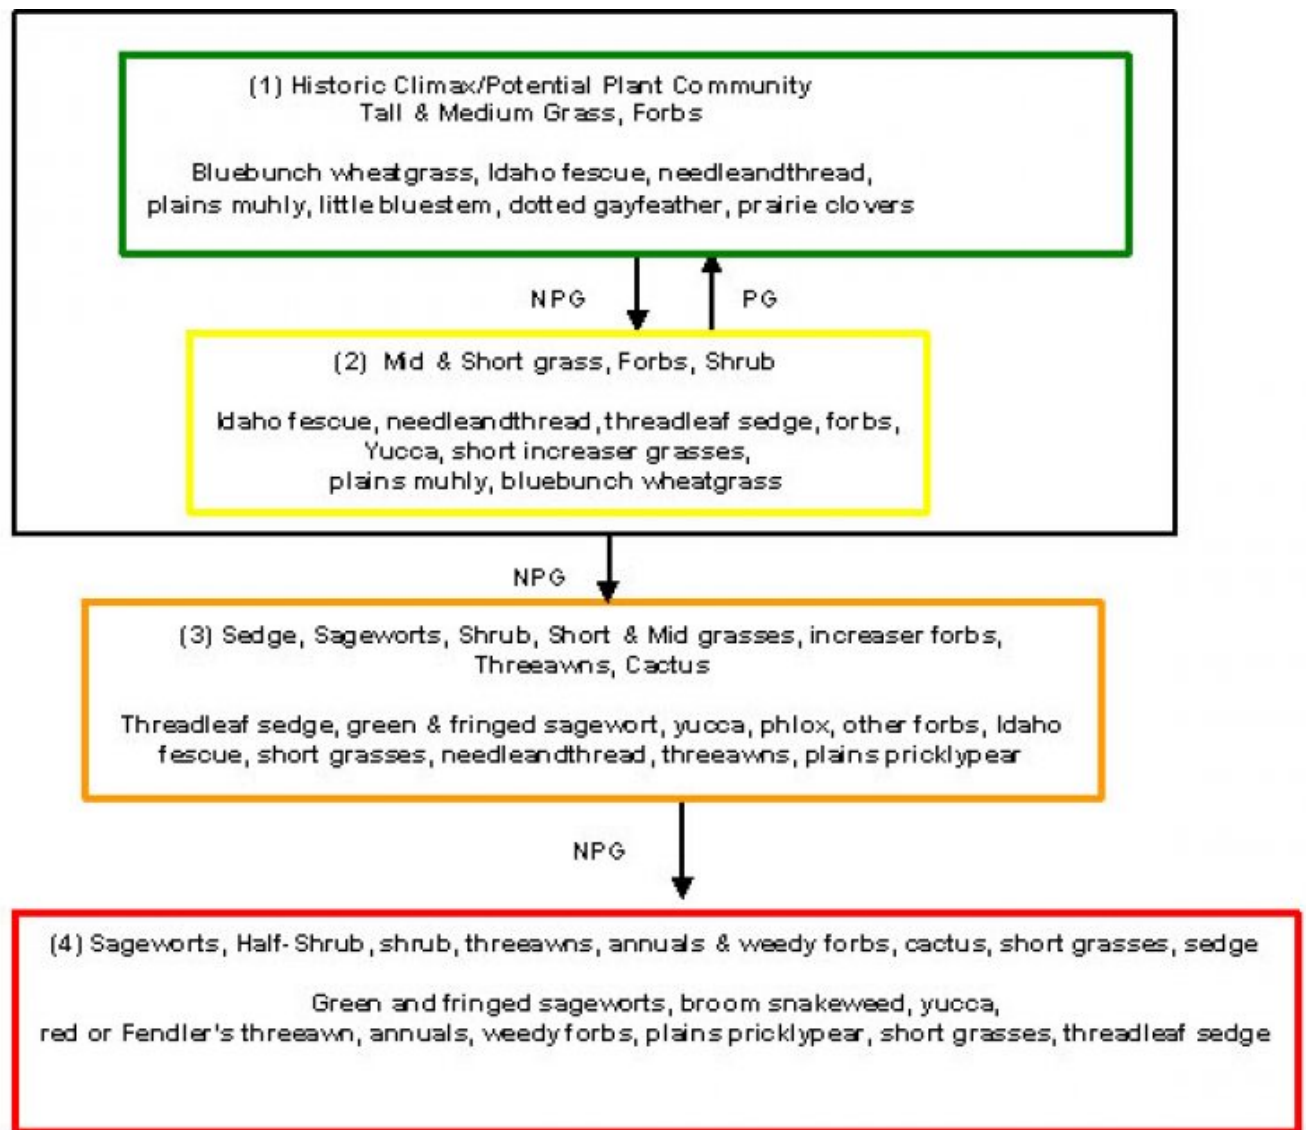 (1) Historic Climax/Potential Plant Community
Tall & Medium Grass, Forbs
Bluebunch wheatgrass, Idaho fescue, needleandthread,
plains muhly, little bluestem, dotted gayfeather, prairie clovers
NPG
PG
(2) Mid & Short grass, Forbs, Shrub
Idaho fescue, needleandthread, threadleaf sedge, forbs,
Yucca, short increaser grasses,
plains muhly, bluebunch wheatgrass
NPG
(3) Sedge, Sageworts, Shrub, Short & Mid grasses, increaser forbs,
Threeawns, Cactus
Threadleaf sedge, green & fringed sagewort, yucca, phlox, other forbs, Idaho
fescue, short grasses, needleandthread, threeawns, plains pricklypear
NPG
(4) Sageworts, Half-Shrub, shrub, threeawns, annuals & weedy forbs, cactus, short grasses, sedge
Green and fringed sageworts, broom snakeweed, yucca,
red or Fendler's threeawn, annuals, weedy forbs, plains pricklypear, short grasses, threadleaf sedge